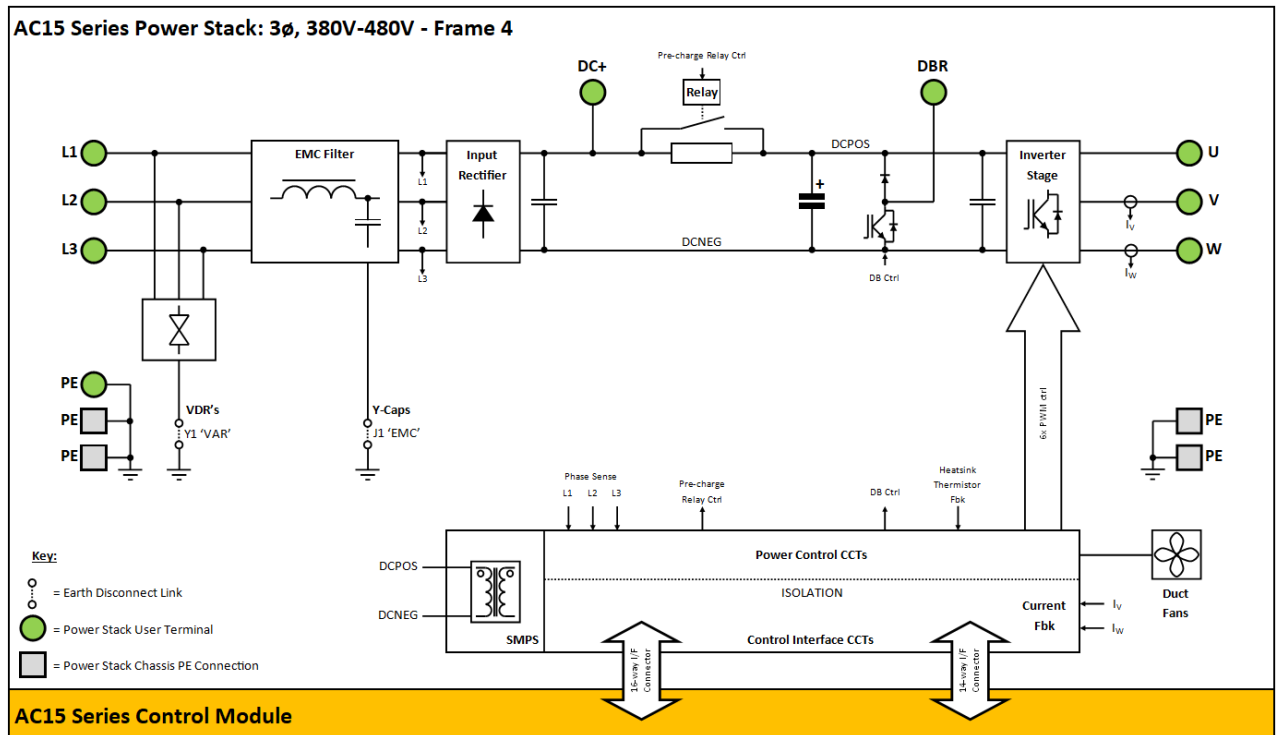 AC15 Series Power Stack: 3ø, 380V-480V - Frame 4
Pre-charge Relay Ctrl
DC+
DBR
Relay
L1
EMC Filter
Input
Rectifier
DCPOS
Inverter
Stage
U
L1
L2
V
L2
IV
L3
DCNEG
W
L3
DB Ctrl
IW
PE
VDR's
Y-Caps
PE
Y1 'VAR'
J1 'EMC'
6x PWM ctrl
PE
PE
PE
Phase Sense
L1 L2 L3
Pre-charge
Relay Ctrl
DB Ctrl
Heatsink
Thermistor
Fbk
Key:
= Earth Disconnect Link
= Power Stack User Terminal
= Power Stack Chassis PE Connection
DCPOS
DCNEG
SMPS
Power Control CCTs
ISOLATION
Control Interface CCTs
Current
Fbk
IV
IW
Duct
Fans
16-way I/F
Connector
14-way I/F
Connector
AC15 Series Control Module